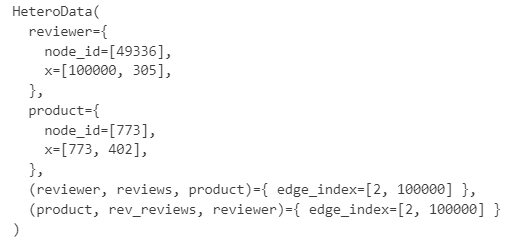 HeteroData(
  reviewer={
    node_id=[49336],
    x=[100000, 305],
  },
  product={
    node_id=[773],
    x=[773, 402],
  },
  (reviewer, reviews, product)={ edge_index=[2, 100000] },
  (product, rev_reviews, reviewer)={ edge_index=[2, 100000] }
)